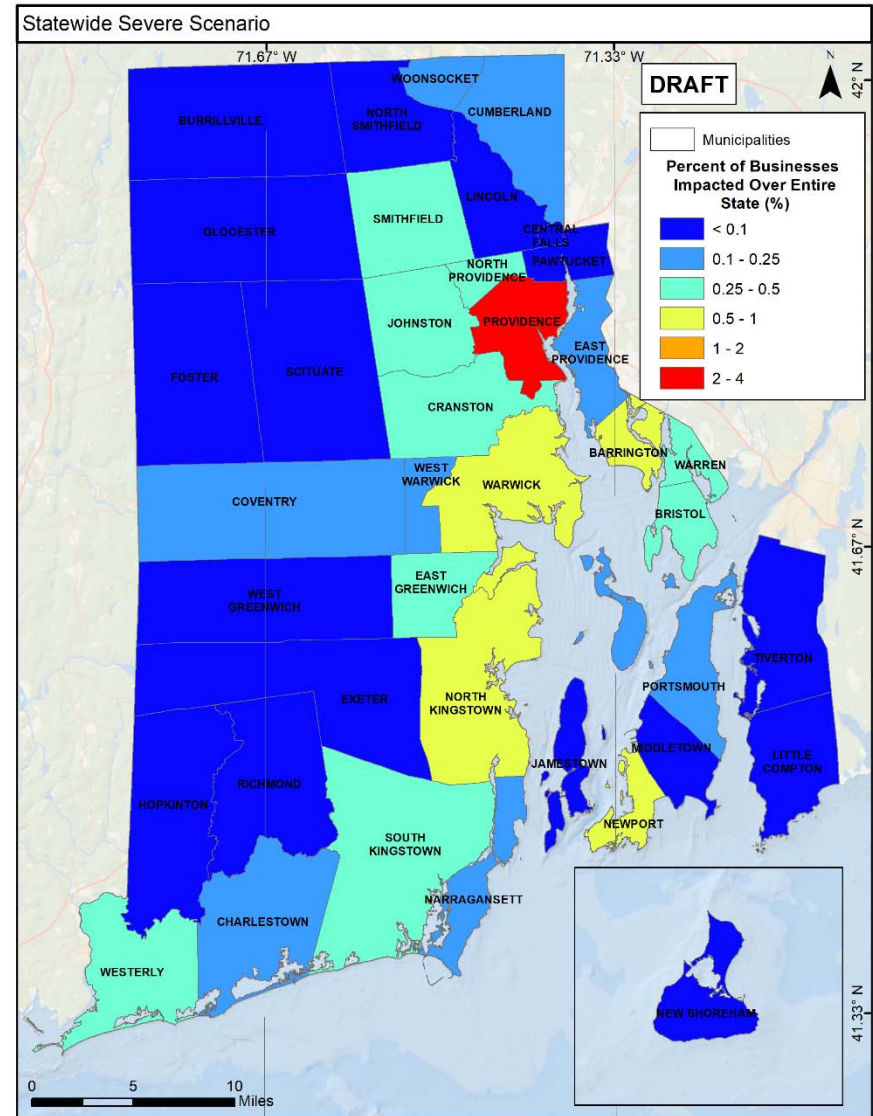 Statewide Severe Scenario
71.67° W
71.33° W
42° N
N
DRAFT
Municipalities
Percent of Businesses
Impacted Over Entire
State (%)
< 0.1
0.1 - 0.25
0.25 - 0.5
0.5 - 1
1 - 2
2 - 4
WOONSOCKET
CUMBERLAND
BURRILLVILLE
NORTH
SMITHFIELD
LINCOLN
SMITHFIELD
GLOCESTER
CENTRAL
FALLS
PAWTUCKET
NORTH
PROVIDENCE
PROVIDENCE
JOHNSTON
EAST
PROVIDENCE
FOSTER
SCITUATE
CRANSTON
BARRINGTON
WARREN
WEST
WARWICK
WARWICK
COVENTRY
BRISTOL
41.67° N
EAST
GREENWICH
WEST
GREENWICH
TIVERTON
PORTSMOUTH
EXETER
NORTH
KINGSTOWN
MIDDLETOWN
LITTLE
COMPTON
JAMESTOWN
RICHMOND
HOPKINTON
NEWPORT
SOUTH
KINGSTOWN
NARRAGANSETT
CHARLESTOWN
WESTERLY
NEW SHOREHAM
41.33° N
0 5 10
Miles